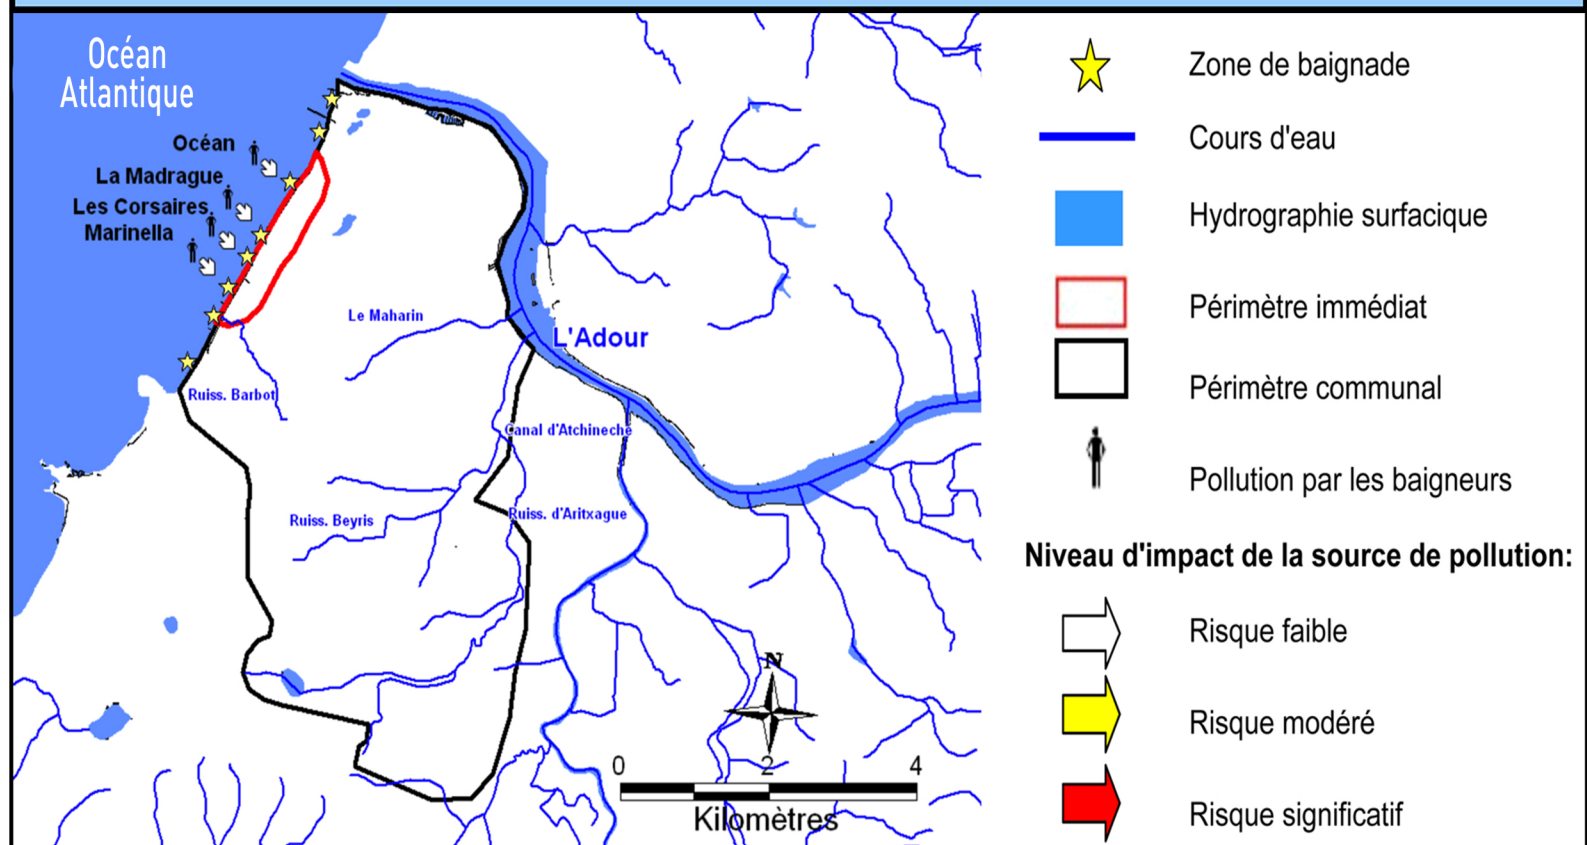 Océan
Atlantique
Océan
La Madrague
Les Corsaires
Marinella
Le Maharin
L'Adour
Ruiss. Barbot
Canal d'Atchineche
Ruiss. Beyris
Ruiss. d'Aritxague
N
0 2 4
Kilomètres
Zone de baignade
Cours d'eau
Hydrographie surfacique
Périmètre immédiat
Périmètre communal
Pollution par les baigneurs
Niveau d'impact de la source de pollution:
Risque faible
Risque modéré
Risque significatif